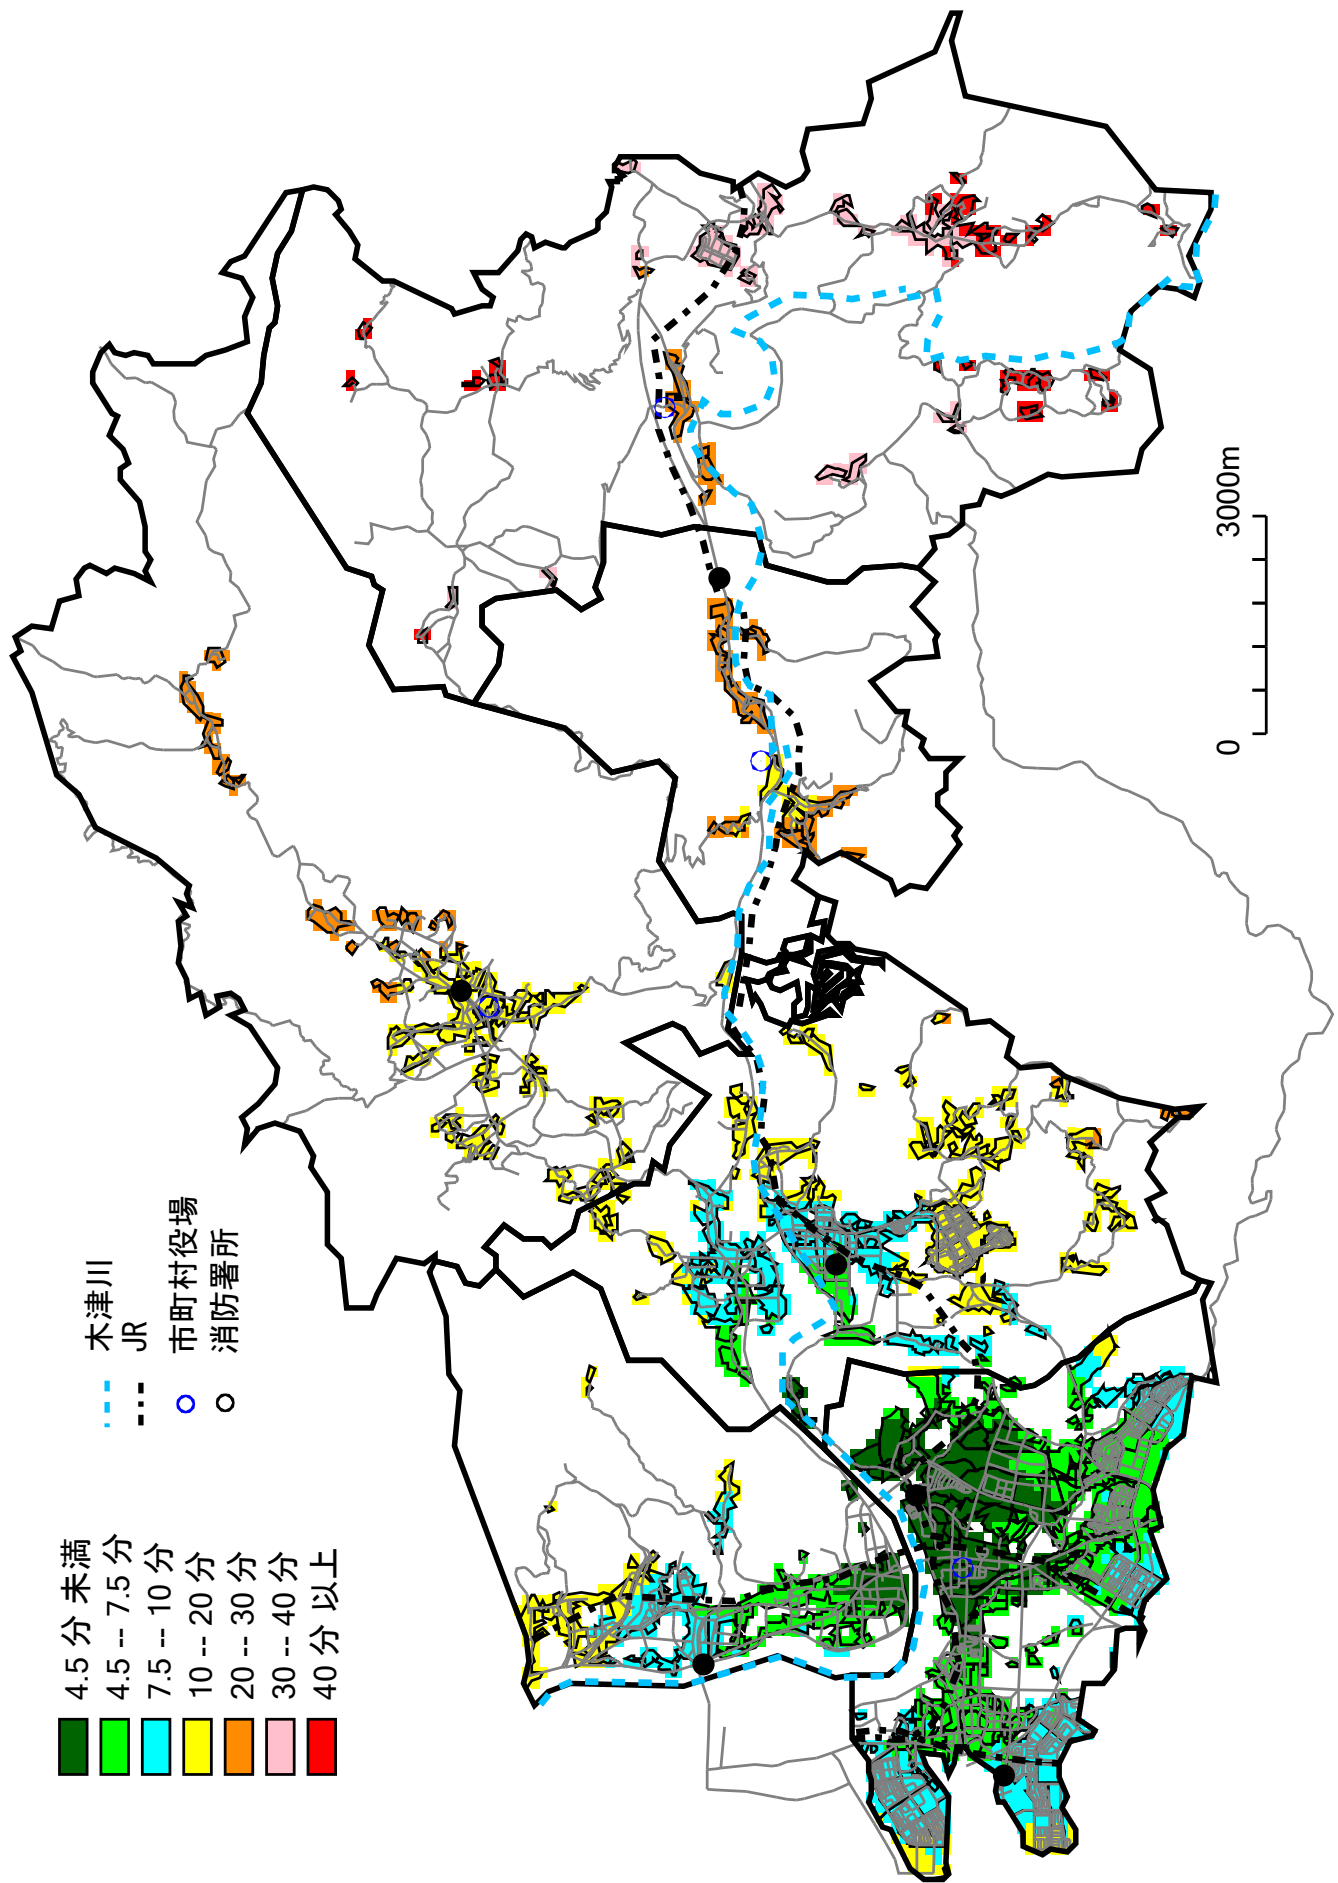 4.5 分 未満
4.5 -- 7.5 分
7.5 -- 10 分
10 -- 20 分
20 -- 30 分
30 -- 40 分
40 分 以上
木津川
JR
市町村役場
消防署所
0 3000m